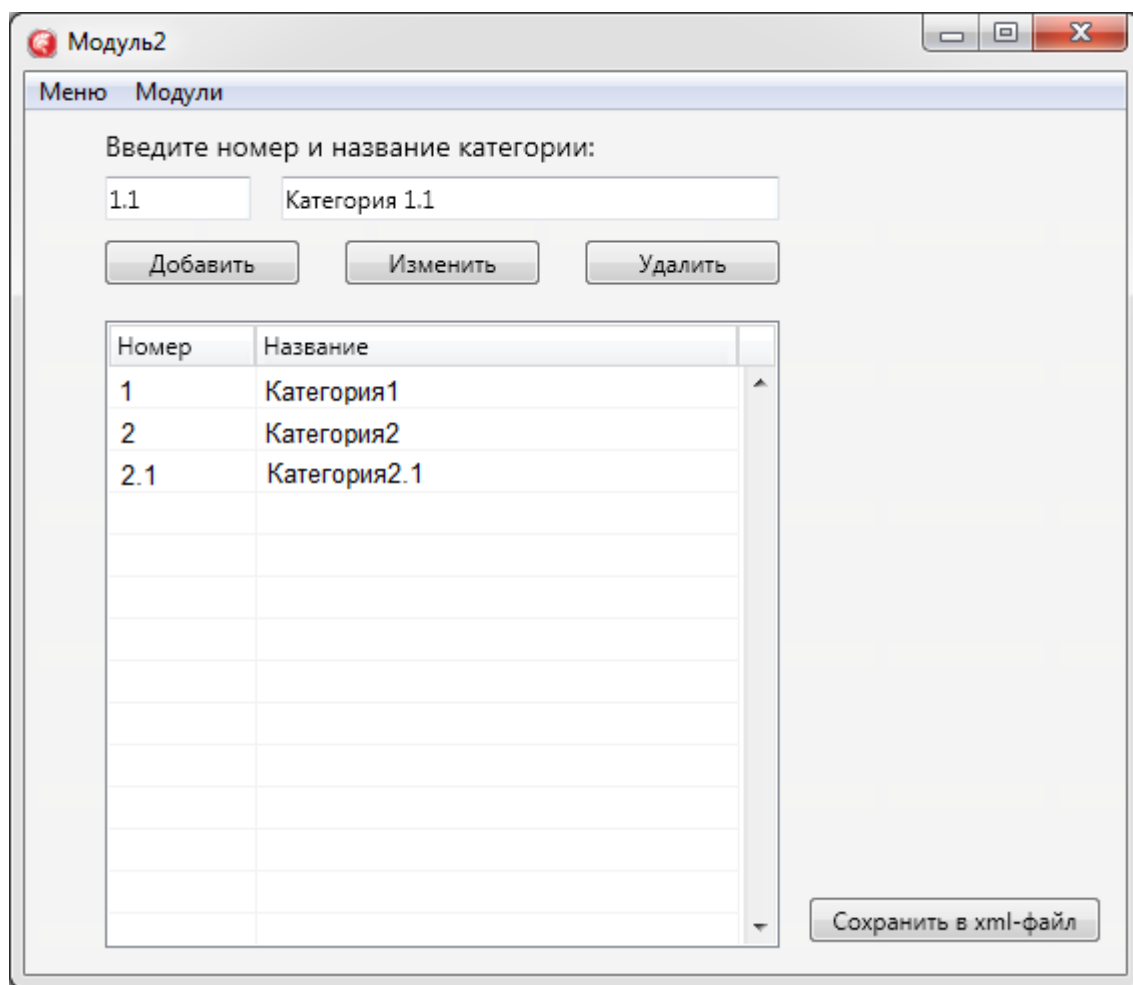 Модуль2
Меню Модули
Введите номер и название категории:
1.1 Категория 1.1
Добавить Изменить Удалить
Номер Название
1 Категория1
2 Категория2
2.1 Категория2.1
Сохранить в xml-файл